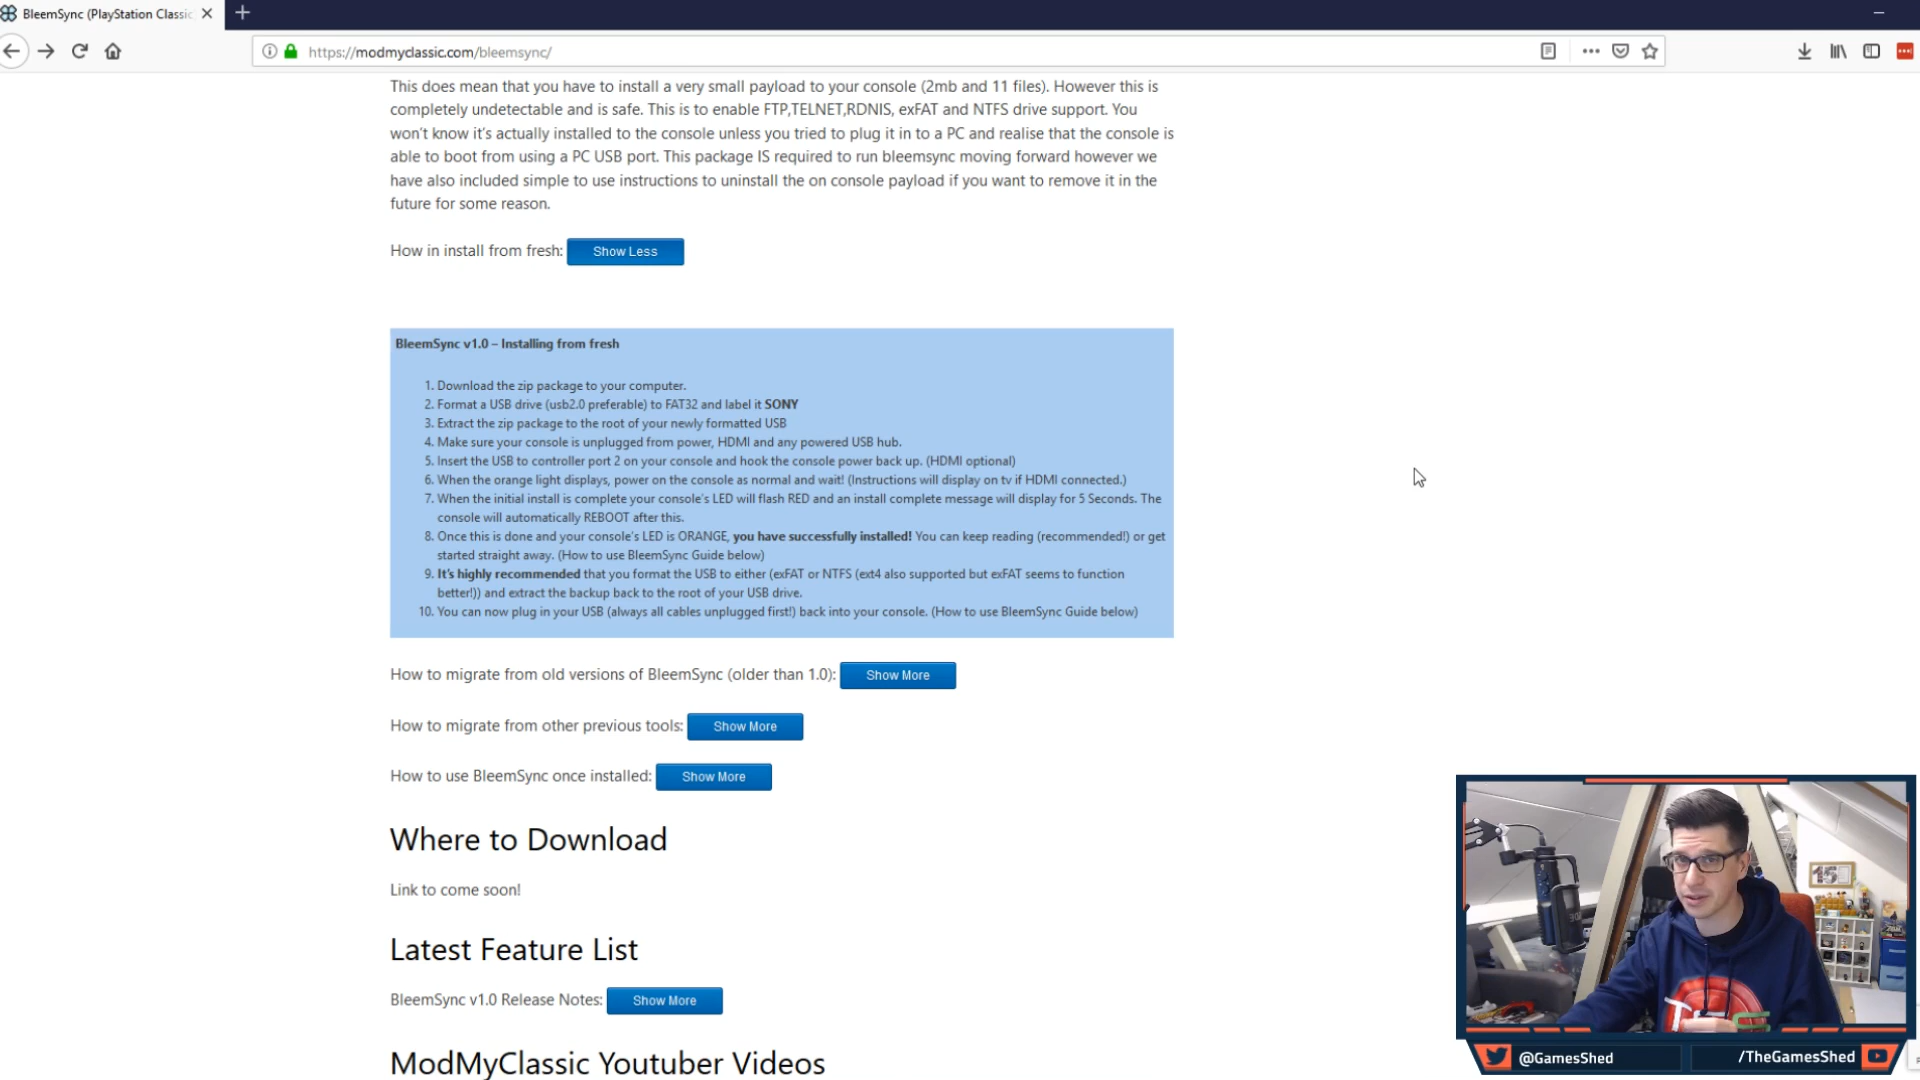 BleemSync (PlayStation Classic
https://modmyclassic.com/bleemsync/
This does mean that you have to install a very small payload to your console (2mb and 11 files). However this is
completely undetectable and is safe. This is to enable FTP,TELNET,RDNIS, exFAT and NTFS drive support. You
won't know it's actually installed to the console unless you tried to plug it in to a PC and realise that the console is
able to boot from using a PC USB port. This package IS required to run bleemsync moving forward however we
have also included simple to use instructions to uninstall the on console payload if you want to remove it in the
future for some reason.
How in install from fresh: Show Less
BleemSync v1.0 – Installing from fresh
1. Download the zip package to your computer.
2. Format a USB drive (usb2.0 preferable) to FAT32 and label it SONY
3. Extract the zip package to the root of your newly formatted USB
4. Make sure your console is unplugged from power, HDMI and any powered USB hub.
5. Insert the USB to controller port 2 on your console and hook the console power back up. (HDMI optional)
6. When the orange light displays, power on the console as normal and wait! (Instructions will display on tv if HDMI connected.)
7. When the initial install is complete your console's LED will flash RED and an install complete message will display for 5 Seconds. The
console will automatically REBOOT after this.
8. Once this is done and your console's LED is ORANGE, you have successfully installed! You can keep reading (recommended!) or get
started straight away. (How to use BleemSync Guide below)
9. It's highly recommended that you format the USB to either (exFAT or NTFS (ext4 also supported but exFAT seems to function
better!)) and extract the backup back to the root of your USB drive.
10. You can now plug in your USB (always all cables unplugged first!) back into your console. (How to use BleemSync Guide below)
How to migrate from old versions of BleemSync (older than 1.0): Show More
How to migrate from other previous tools: Show More
How to use BleemSync once installed: Show More
Where to Download
Link to come soon!
Latest Feature List
BleemSync v1.0 Release Notes: Show More
ModMyClassic Youtuber Videos
15
@GamesShed
/TheGamesShed